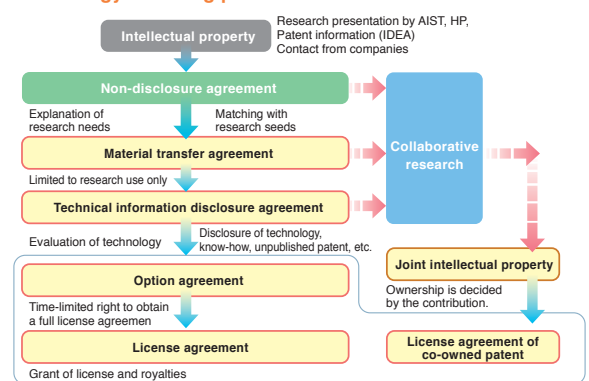 Intellectual property
Research presentation by AIST, HP,
Patent information (IDEA)
Contact from companies
Non-disclosure agreement
Explanation of
research needs
Matching with
research seeds
Material transfer agreement
Collaborative
research
Limited to research use only
Technical information disclosure agreement
Evaluation of technology
Disclosure of technology,
know-how, unpublished patent, etc.
Option agreement
Joint intellectual property
Time-limited right to obtain
a full license agreemen
Ownership is decided
by the contribution.
License agreement
License agreement of
co-owned patent
Grant of license and royalties